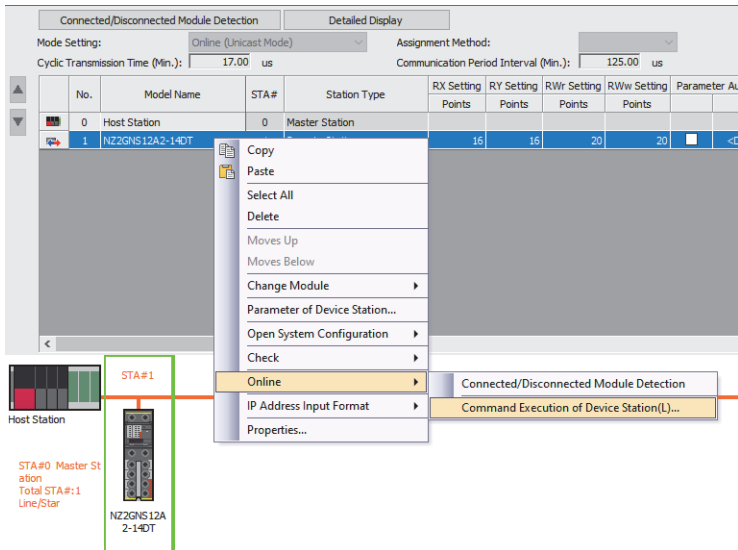 Connected/Disconnected Module Detection Detailed Display
Mode Setting: Online (Unicast Mode) Assignment Method:
Cyclic Transmission Time (Min.): 17.00 us Communication Period Interval (Min.): 125.00 us
No. Model Name STA# Station Type RX Setting RY Setting RWr Setting RWw Setting Parameter Au
Points Points Points Points
0 Host Station 0 Master Station
1 NZ2GNS12A2-14DT 16 16 20 20 <D
Copy
Paste
Select All
Delete
Moves Up
Moves Below
Change Module
Parameter of Device Station...
Open System Configuration
Check
Online Connected/Disconnected Module Detection
IP Address Input Format Command Execution of Device Station(L)...
Properties...
STA#1
Host Station
STA#0 Master St
ation
Total STA#:1
Line/Star
NZ2GNS12A
2-14DT